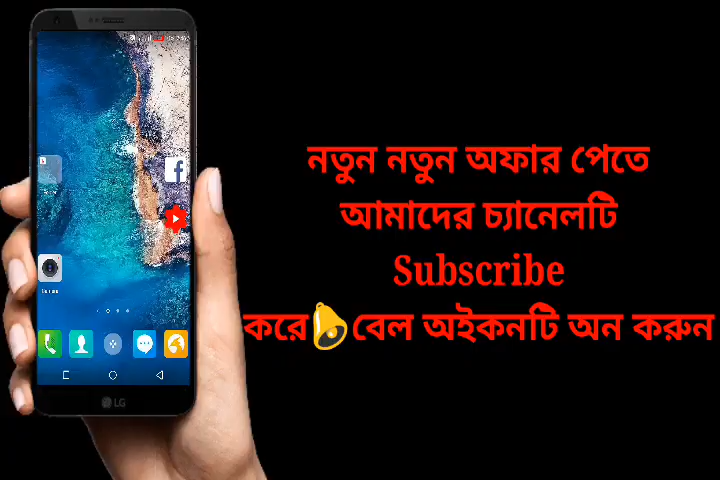 নতুন নতুন অফার পেতে
আমাদের চ্যানেলটি
Subscribe
করে🔔বেল অইকনটি অন করুন
LG